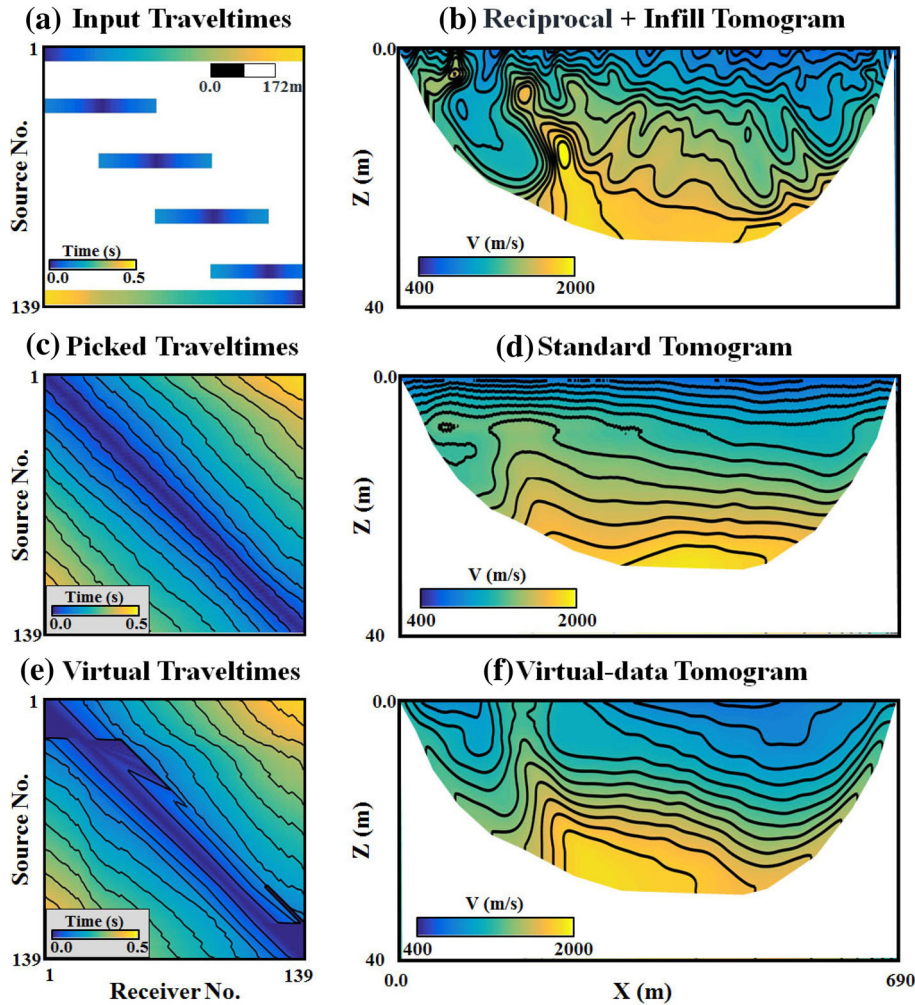 (a) Input Traveltimes
1
0.0 172m
Source No.
Time (s)
0.0 0.5
139
(b) Reciprocal + Infill Tomogram
0.0
Z (m)
V (m/s)
400 2000
40
(c) Picked Traveltimes
1
Source No.
Time (s)
0.0 0.5
139
(d) Standard Tomogram
0.0
Z (m)
V (m/s)
400 2000
40
(e) Virtual Traveltimes
1
Source No.
Time (s)
0.0 0.5
139
1 139
Receiver No.
(f) Virtual-data Tomogram
0.0
Z (m)
V (m/s)
400 2000
40
0.0 690
X (m)